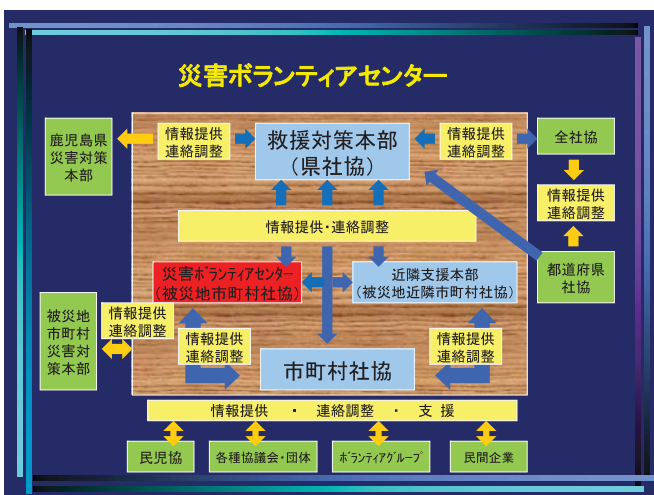 災害ボランティアセンター
鹿児島県
災害対策
本部
情報提供
連絡調整
救援対策本部
（県社協）
情報提供
連絡調整
全社協
情報提供
連絡調整
都道府県
社協
情報提供・連絡調整
災害ﾎﾞﾗﾝﾃｨｱセンター
（被災地市町村社協）
近隣支援本部
（被災地近隣市町村社協）
被災地
市町村
災害対
策本部
情報提供
連絡調整
情報提供
連絡調整
市町村社協
情報提供
連絡調整
情報提供　・　連絡調整　・　支　援
民児協
各種協議会・団体
ﾎﾞﾗﾝﾃｨｱｸﾞﾙｰﾌﾟ
民間企業